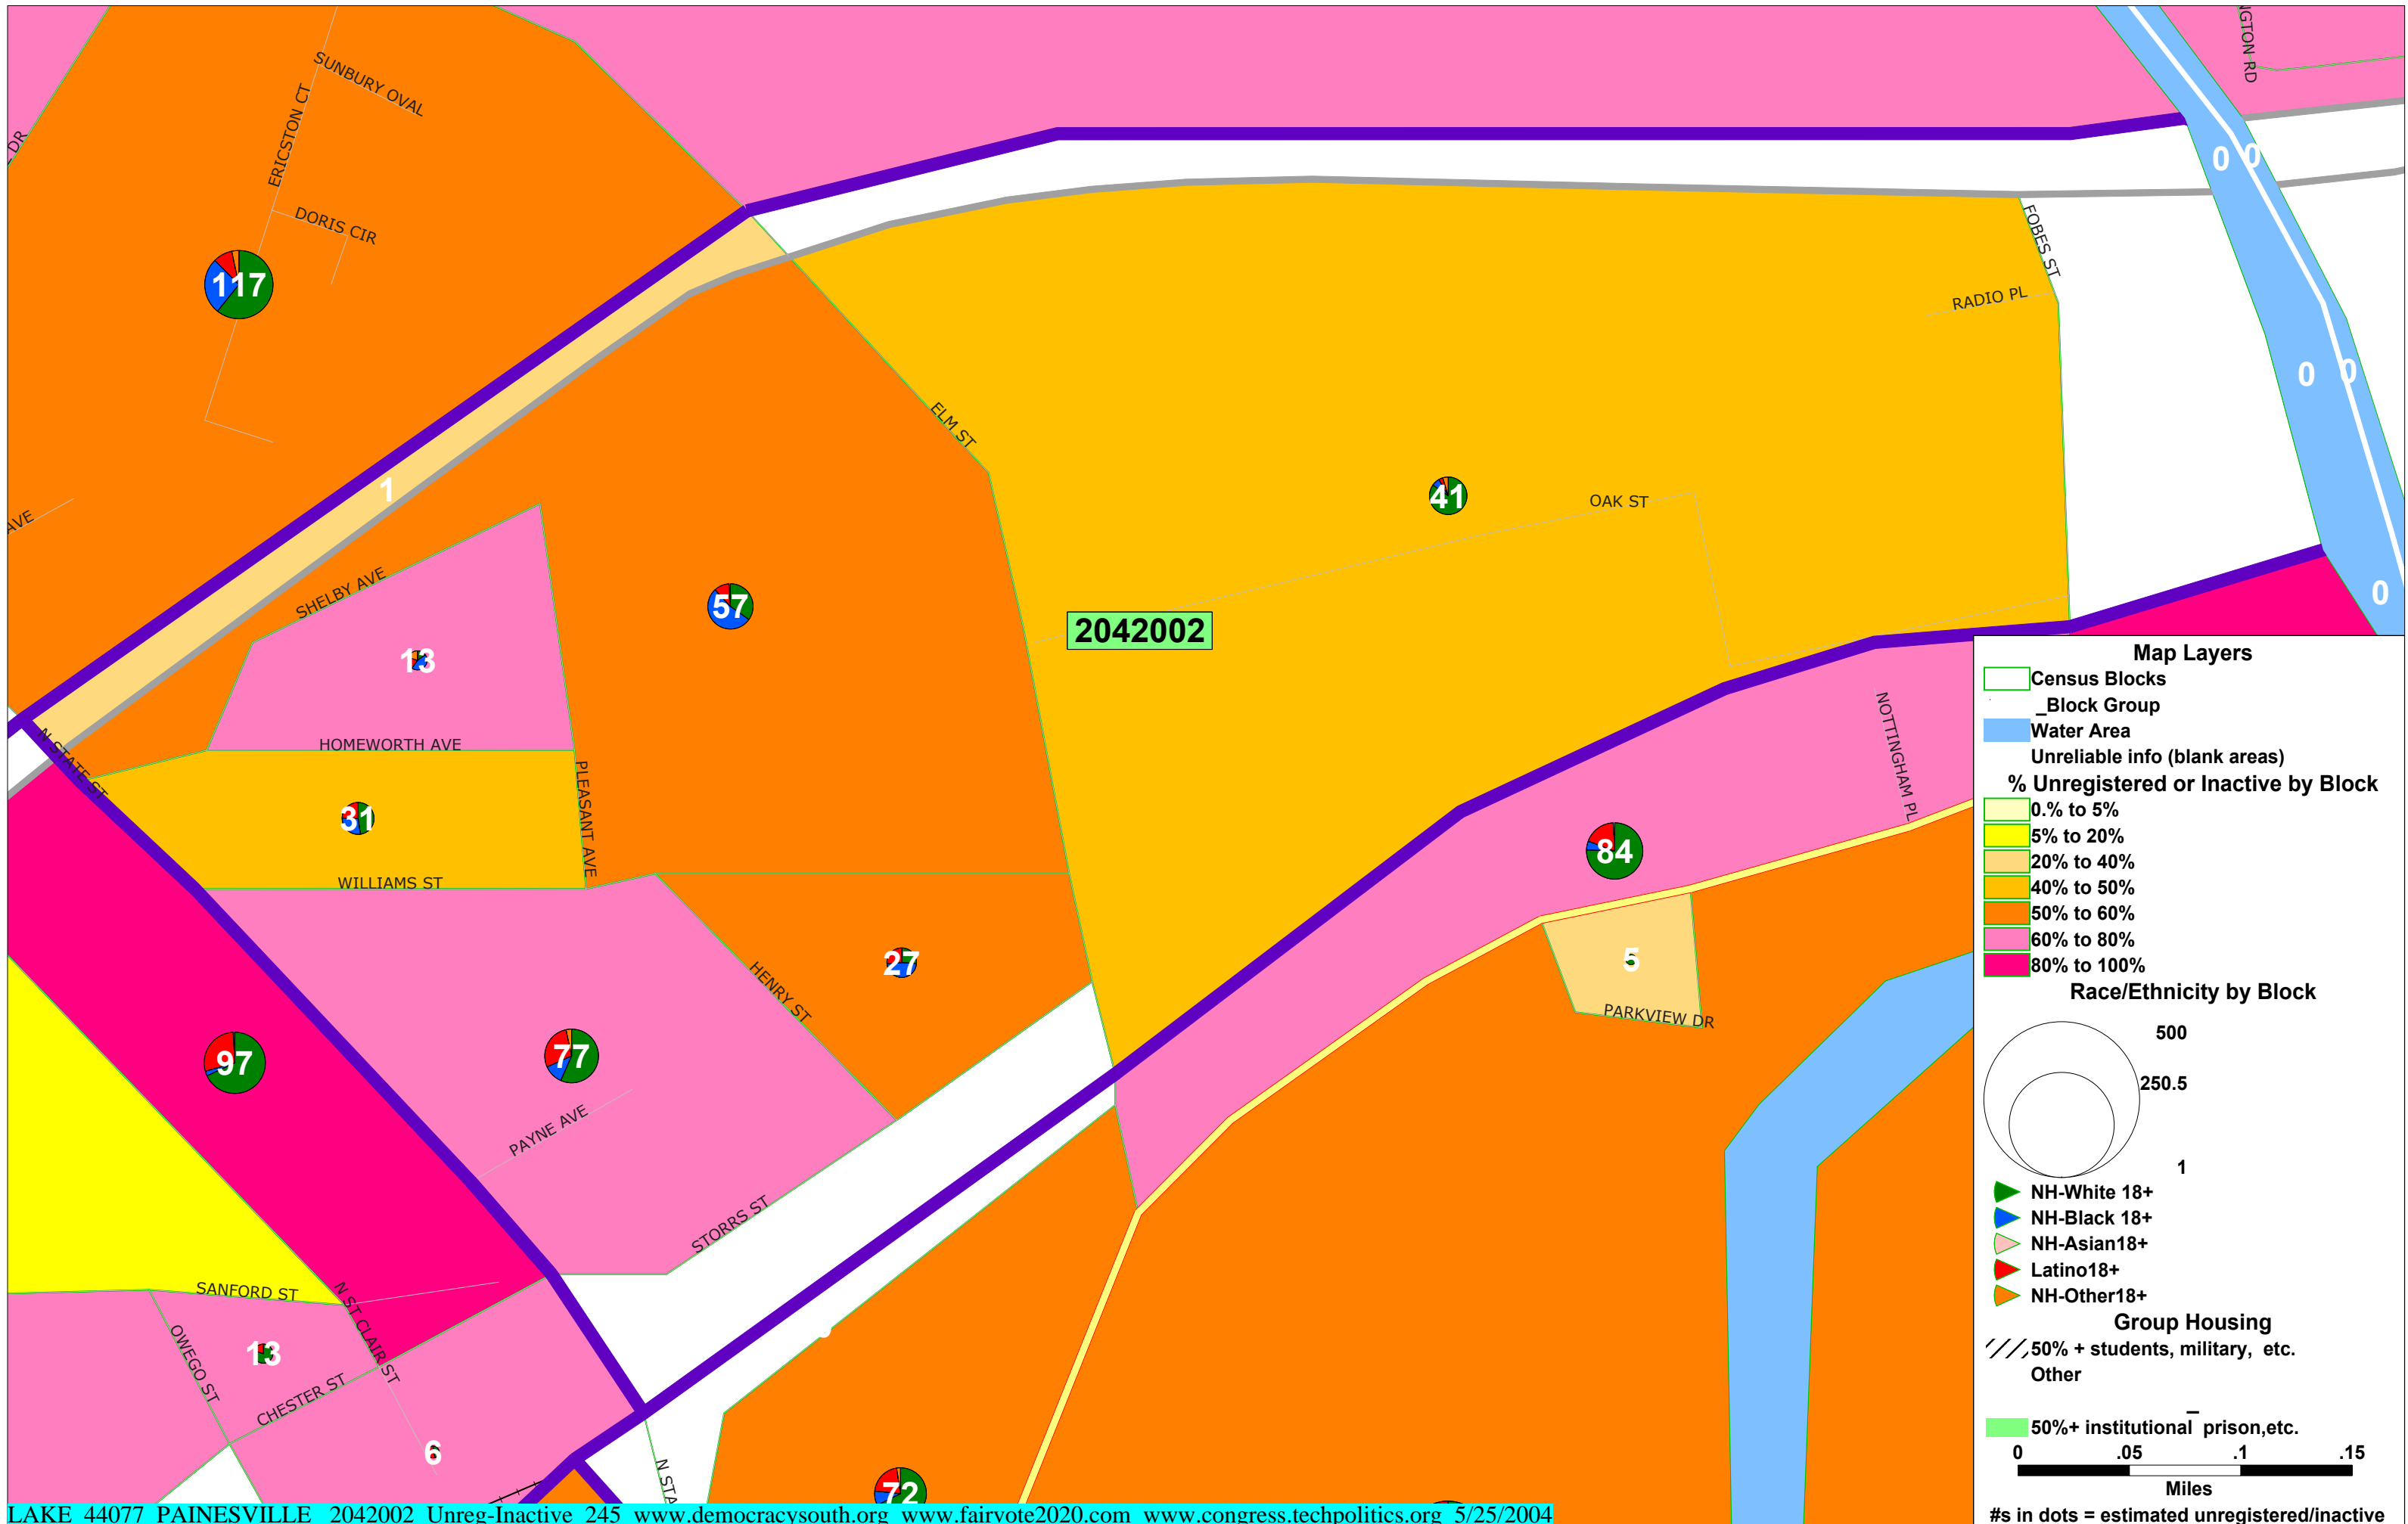 SUNBURY OVAL
ERICSTON CT
DORIS CIR
DR
NGTON RD
117
0 0
FOBES ST
RADIO PL
0 0
ELM ST
1
41
OAK ST
AVE
SHELBY AVE
57
0
2042002
13
HOMEWORTH AVE
N STATE ST
PLEASANT AVE
NOTTINGHAM PL
31
84
WILLIAMS ST
27
5
HENRY ST
PARKVIEW DR
97
77
PAYNE AVE
STORRS ST
SANFORD ST
N ST CLAIR ST
OWEGO ST
13
CHESTER ST
6
N STA
72
Map Layers
Census Blocks
_Block Group
Water Area
Unreliable info (blank areas)
% Unregistered or Inactive by Block
0.% to 5%
5% to 20%
20% to 40%
40% to 50%
50% to 60%
60% to 80%
80% to 100%
Race/Ethnicity by Block
500
250.5
1
NH-White 18+
NH-Black 18+
NH-Asian18+
Latino18+
NH-Other18+
Group Housing
50% + students, military, etc.
Other
50%+ institutional_prison,etc.
0 .05 .1 .15
Miles
#s in dots = estimated unregistered/inactive
LAKE 44077 PAINESVILLE 2042002 Unreg-Inactive 245 www.democracysouth.org www.fairvote2020.com www.congress.techpolitics.org 5/25/2004